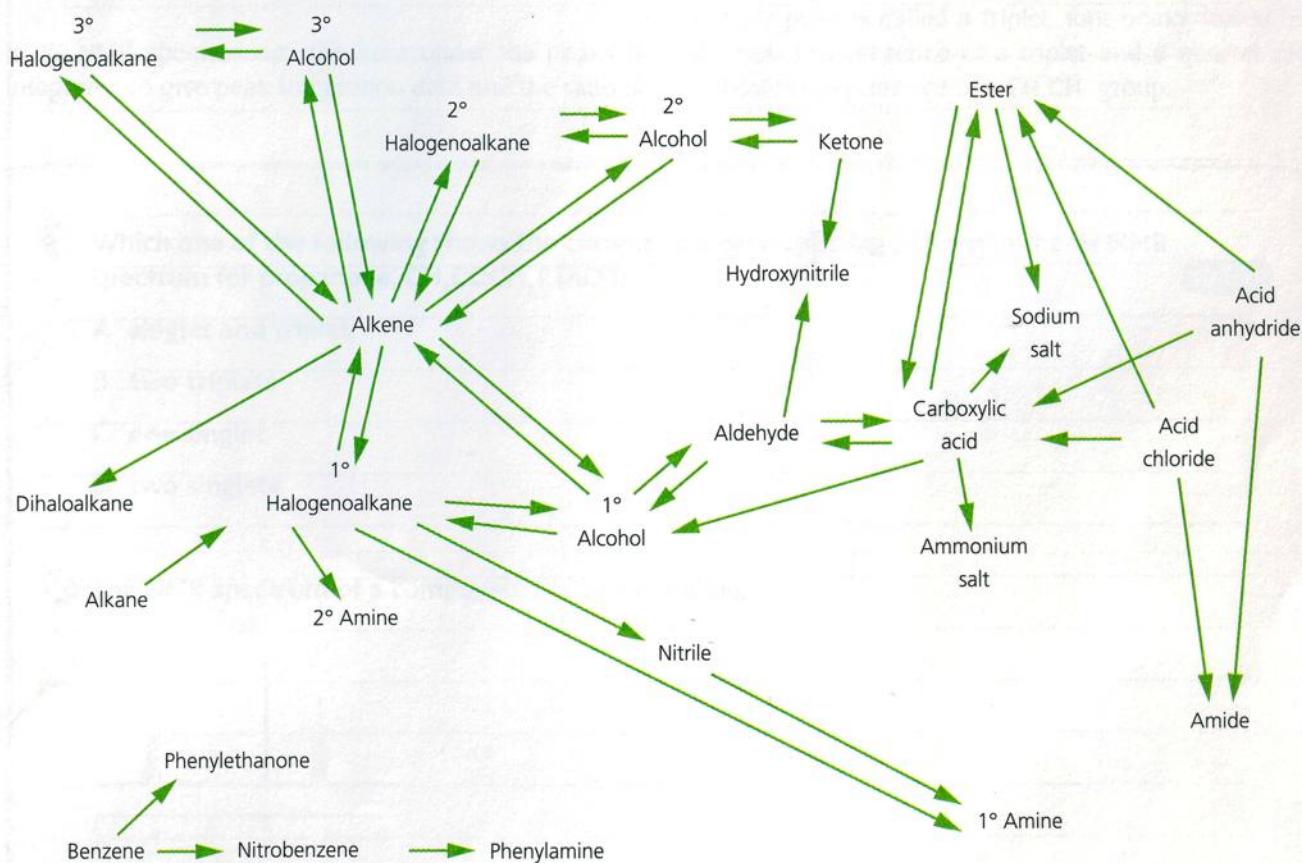 3°
Halogenoalkane
3°
Alcohol
2°
Halogenoalkane
2°
Alcohol
Ketone
Ester
Hydroxynitrile
Alkene
Sodium
salt
Acid
anhydride
Carboxylic
acid
Aldehyde
Acid
chloride
Dihaloalkane
1°
Halogenoalkane
1°
Alcohol
Ammonium
salt
Alkane
2° Amine
Nitrile
Amide
Phenylethanone
1° Amine
Benzene
Nitrobenzene
Phenylamine